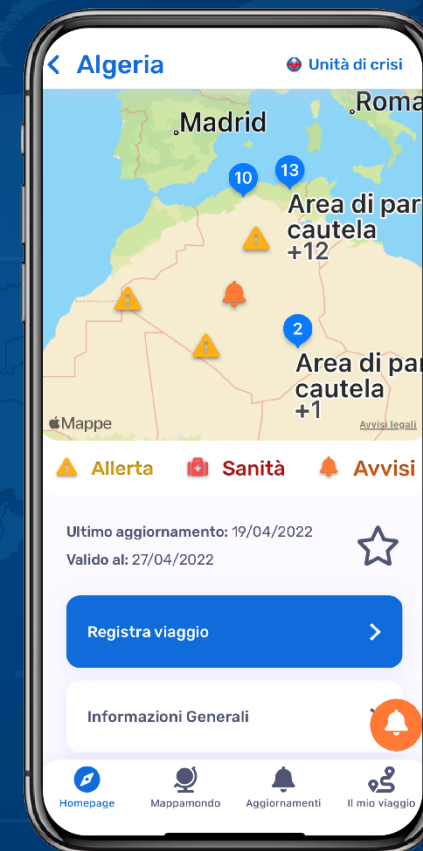 Algeria
Unità di crisi
Roma
Madrid
10
13
Area di par
cautela
+12
2
Area di par
cautela
+1
Mappe
Avvisi legali
Allerta
Sanità
Avvisi
Ultimo aggiornamento: 19/04/2022
Valido al: 27/04/2022
Registra viaggio
Informazioni Generali
Homepage
Mappamondo
Aggiornamenti
Il mio viaggio